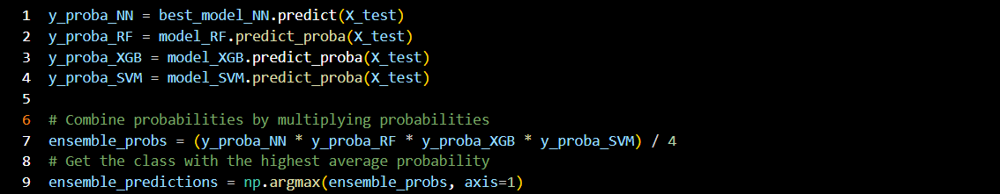 1 y_proba_NN = best_model_NN.predict(X_test)
2 y_proba_RF = model_RF.predict_proba(X_test)
3 y_proba_XGB = model_XGB.predict_proba(X_test)
4 y_proba_SVM = model_SVM.predict_proba(X_test)
5
6 # Combine probabilities by multiplying probabilities
7 ensemble_probs = (y_proba_NN * y_proba_RF * y_proba_XGB * y_proba_SVM) / 4
8 # Get the class with the highest average probability
9 ensemble_predictions = np.argmax(ensemble_probs, axis=1)